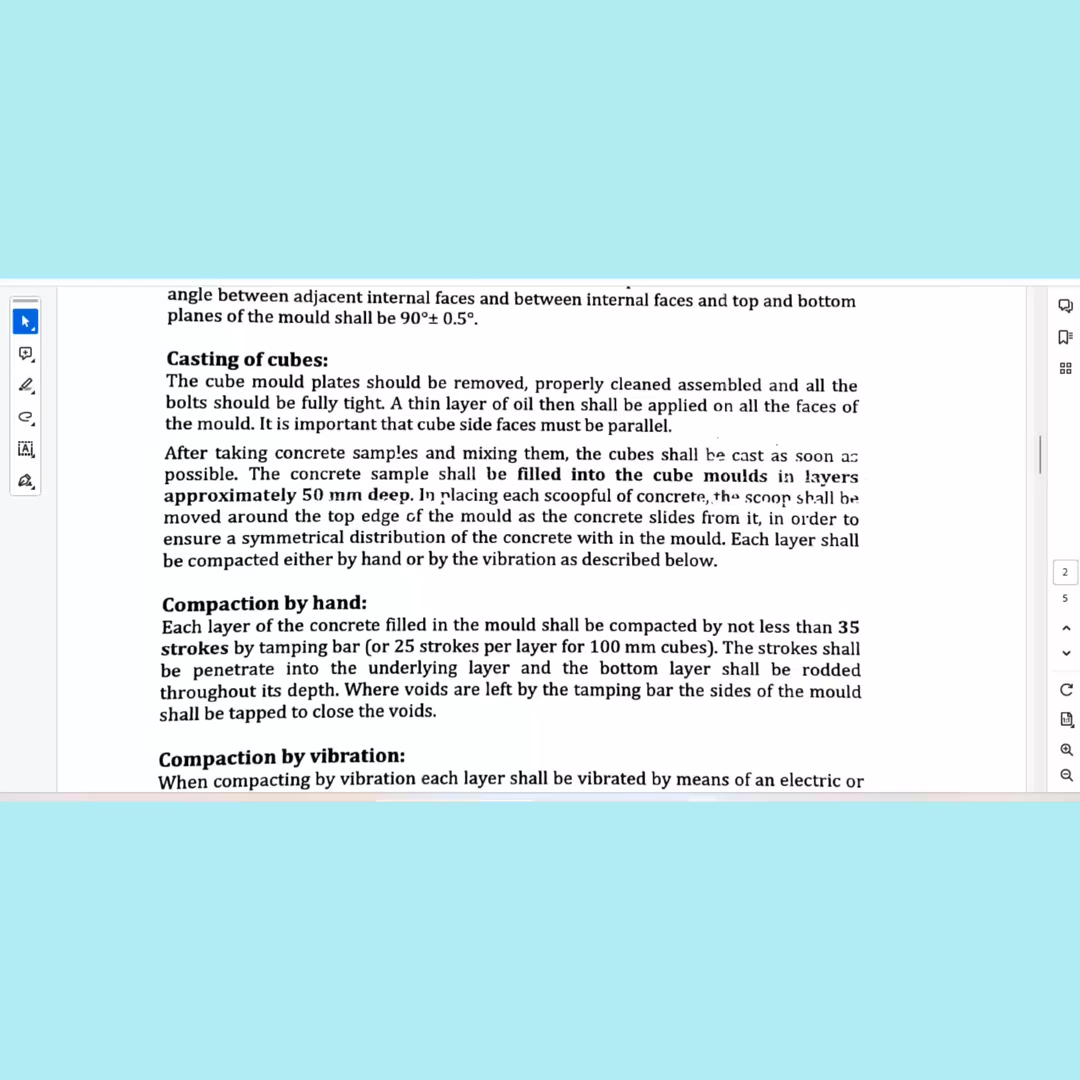 angle between adjacent internal faces and between internal faces and top and bottom
planes of the mould shall be 90°± 0.5°.
Casting of cubes:
The cube mould plates should be removed, properly cleaned assembled and all the
bolts should be fully tight. A thin layer of oil then shall be applied on all the faces of
the mould. It is important that cube side faces must be parallel.
After taking concrete samples and mixing them, the cubes shall be cast as soon as
possible. The concrete sample shall be filled into the cube moulds in layers
approximately 50 mm deep. In placing each scoopful of concrete, the scoop shall be
moved around the top edge of the mould as the concrete slides from it, in order to
ensure a symmetrical distribution of the concrete with in the mould. Each layer shall
be compacted either by hand or by the vibration as described below.
Compaction by hand:
Each layer of the concrete filled in the mould shall be compacted by not less than 35
strokes by tamping bar (or 25 strokes per layer for 100 mm cubes). The strokes shall
be penetrate into the underlying layer and the bottom layer shall be rodded
throughout its depth. Where voids are left by the tamping bar the sides of the mould
shall be tapped to close the voids.
Compaction by vibration:
When compacting by vibration each layer shall be vibrated by means of an electric or
2
5